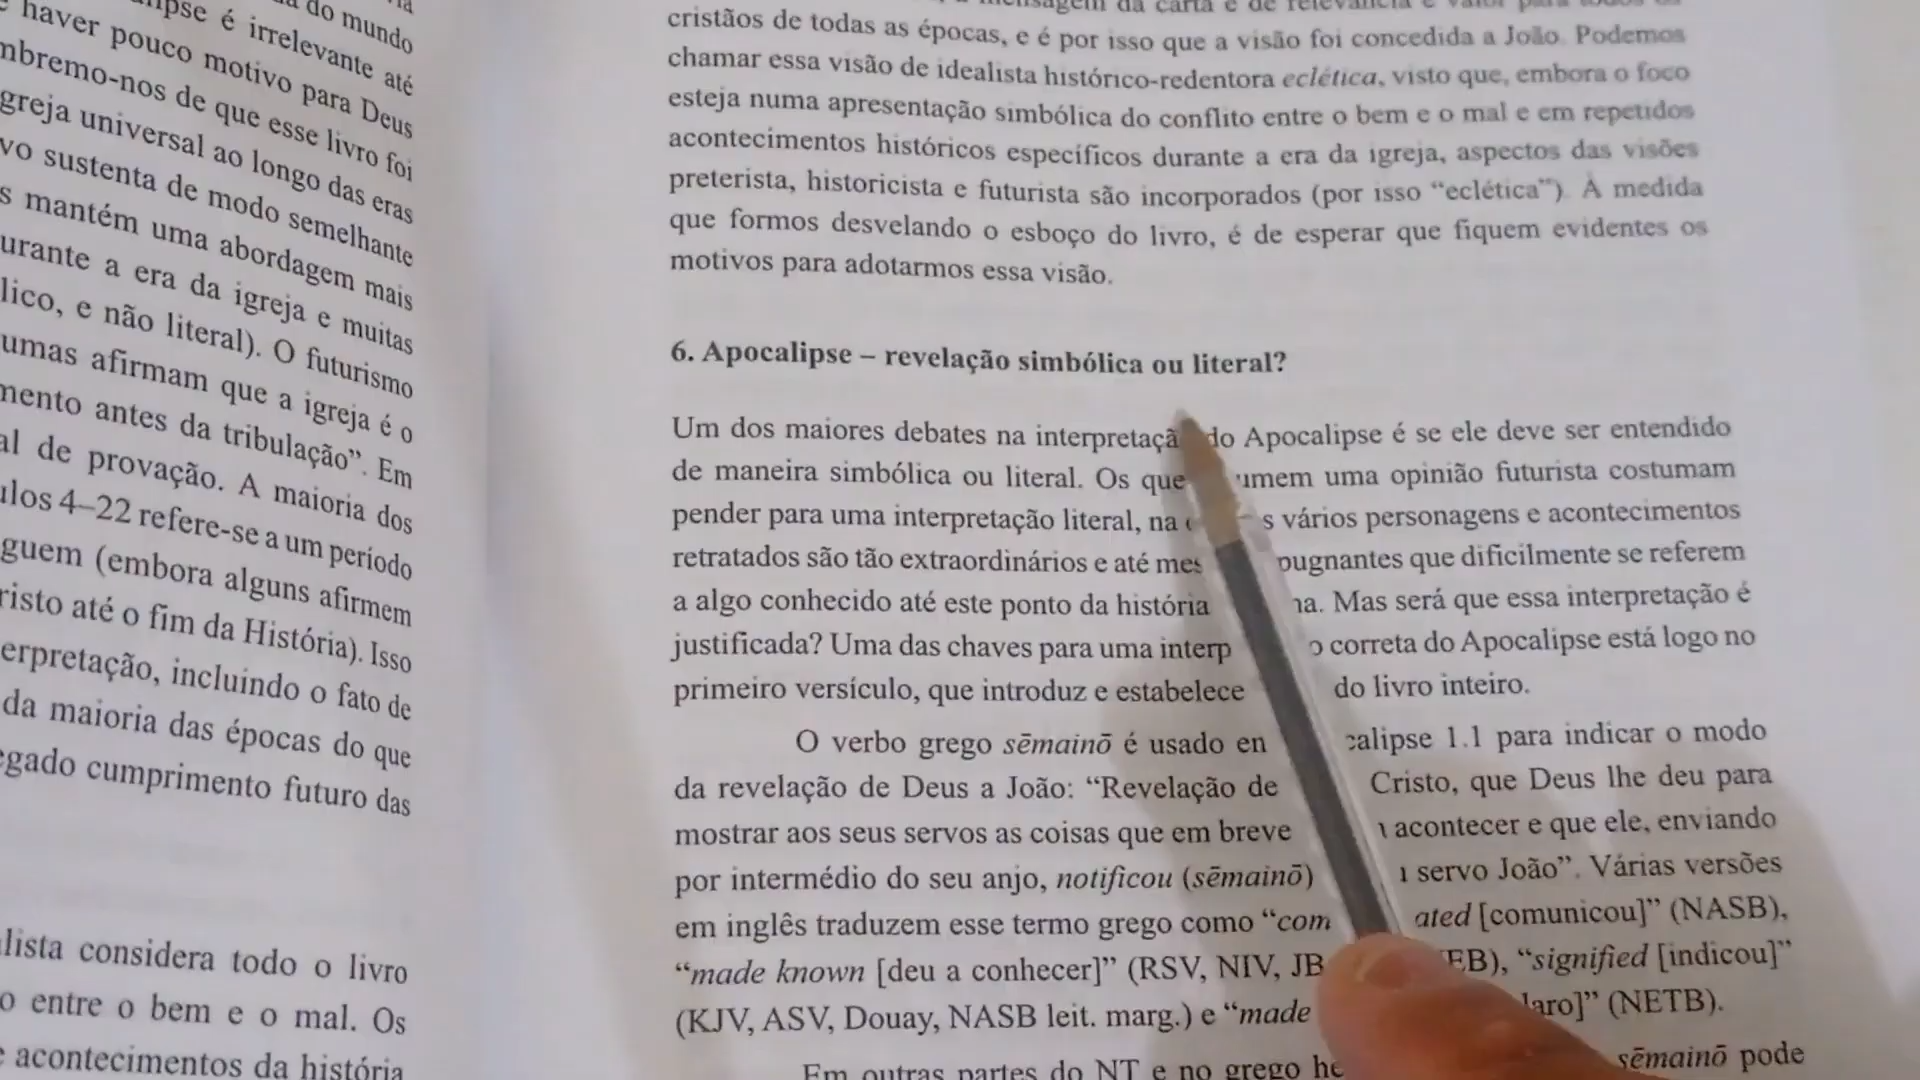 do mundo
é irrelevante até
haver pouco motivo para Deus
mbremo-nos de que esse livro foi
greja universal ao longo das eras
vo sustenta de modo semelhante
s mantém uma abordagem mais
urante a era da igreja e muitas
lico, e não literal). O futurismo
umas afirmam que a igreja é o
mento antes da tribulação”. Em
al de provação. A maioria dos
ulos 4–22 refere-se a um período
guem (embora alguns afirmem
risto até o fim da História). Isso
erpretação, incluindo o fato de
da maioria das épocas do que
egado cumprimento futuro das
lista considera todo o livro
o entre o bem e o mal. Os
acontecimentos da história
cristãos de todas as épocas, e é por isso que a visão foi concedida a João. Podemos
chamar essa visão de idealista histórico-redentora eclética, visto que, embora o foco
esteja numa apresentação simbólica do conflito entre o bem e o mal e em repetidos
acontecimentos históricos específicos durante a era da igreja, aspectos das visões
preterista, historicista e futurista são incorporados (por isso “eclética”). À medida
que formos desvelando o esboço do livro, é de esperar que fiquem evidentes os
motivos para adotarmos essa visão.
6. Apocalipse – revelação simbólica ou literal?
Um dos maiores debates na interpretaçã do Apocalipse é se ele deve ser entendido
de maneira simbólica ou literal. Os que umem uma opinião futurista costumam
pender para uma interpretação literal, na s vários personagens e acontecimentos
retratados são tão extraordinários e até mes pugnantes que dificilmente se referem
a algo conhecido até este ponto da história na. Mas será que essa interpretação é
justificada? Uma das chaves para uma interp o correta do Apocalipse está logo no
primeiro versículo, que introduz e estabelece do livro inteiro.
O verbo grego sēmainō é usado en calipse 1.1 para indicar o modo
da revelação de Deus a João: “Revelação de Cristo, que Deus lhe deu para
mostrar aos seus servos as coisas que em breve acontecer e que ele, enviando
por intermédio do seu anjo, notificou (sēmainō) servo João”. Várias versões
em inglês traduzem esse termo grego como “com ated [comunicou]” (NASB),
“made known [deu a conhecer]” (RSV, NIV, JB EB), “signified [indicou]”
(KJV, ASV, Douay, NASB leit. marg.) e “made laro]” (NETB).
Em outras partes do NT e no grego he sēmainō pode